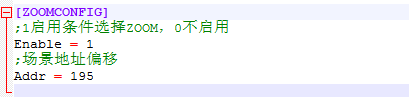 [ZOOMCONFIG]
;1启用条件选择ZOOM, 0不启用
Enable = 1
;场景地址偏移
Addr = 195